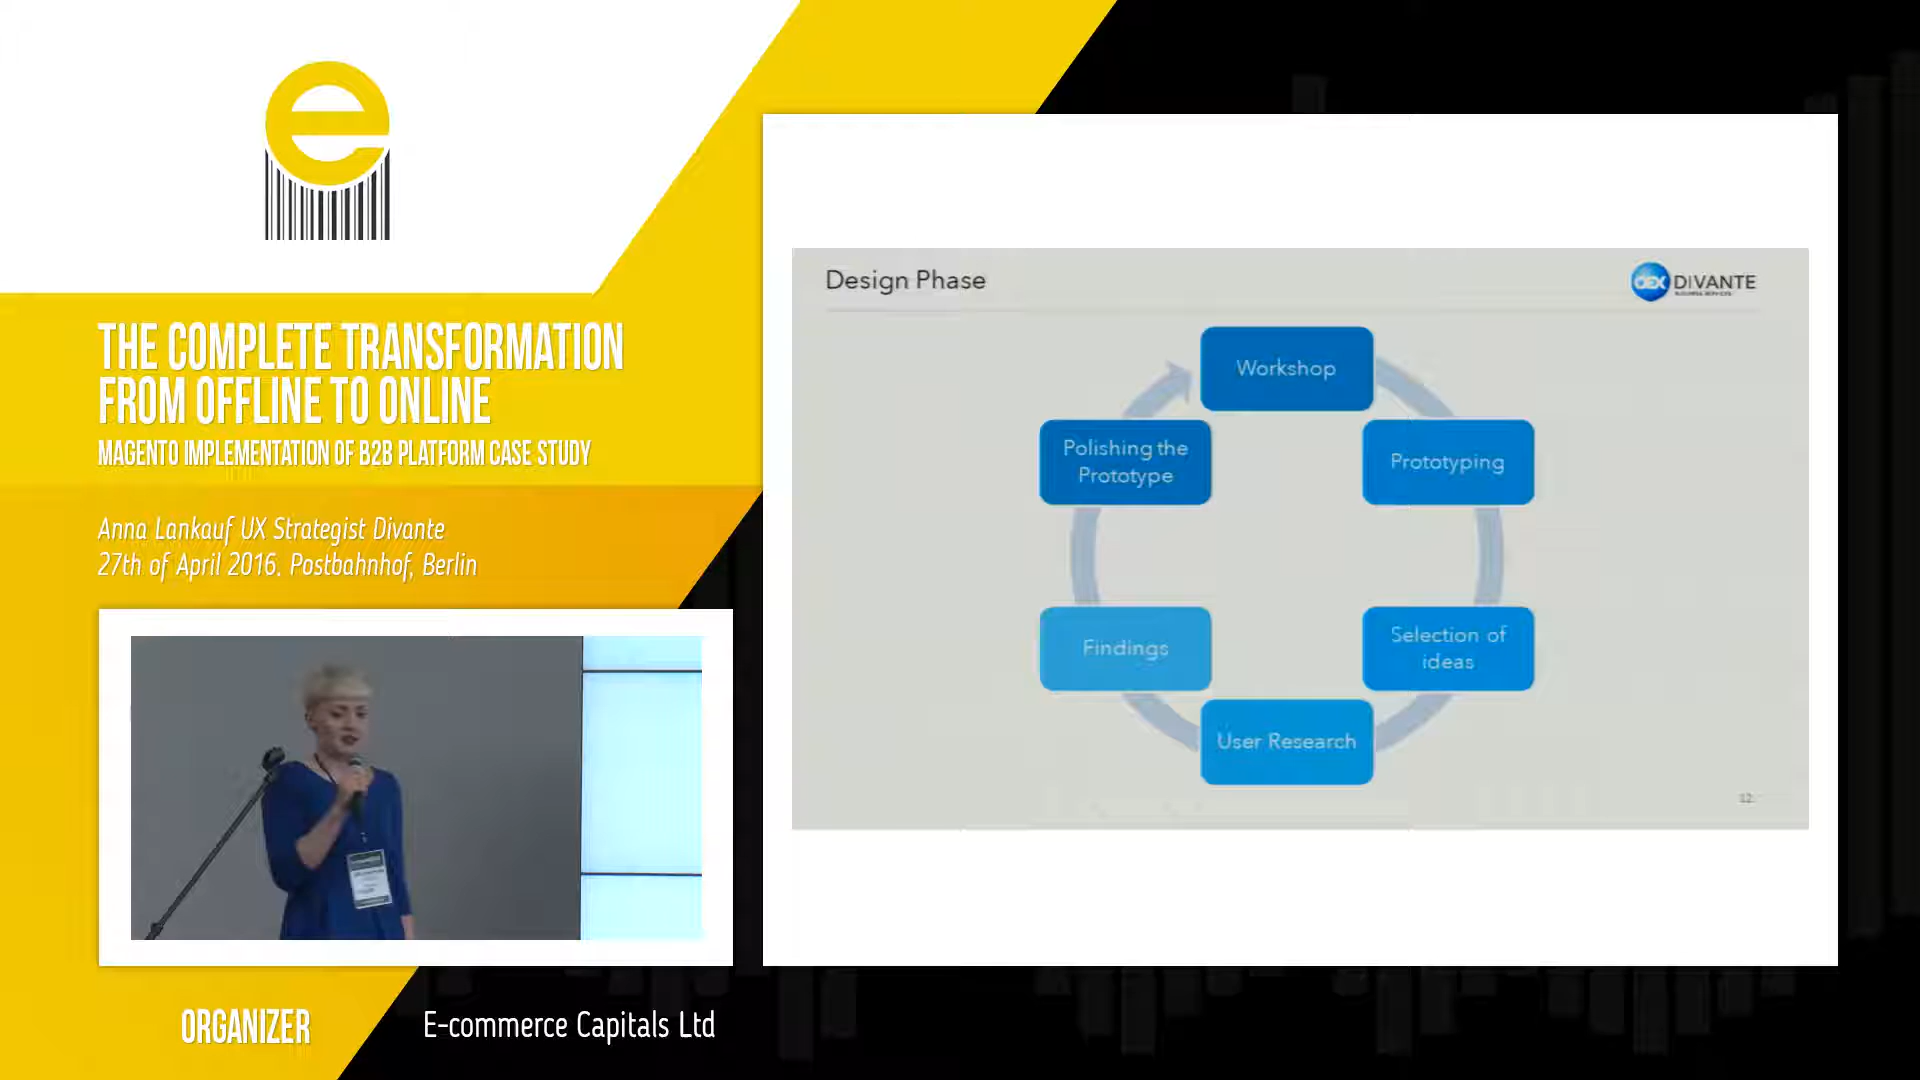 e
THE COMPLETE TRANSFORMATION
FROM OFFLINE TO ONLINE
MAGENTO IMPLEMENTATION OF B2B PLATFORM CASE STUDY
Anna Lankauf UX Strategist Divante
27th of April 2016. Postbahnhof, Berlin
ORGANIZER
E-commerce Capitals Ltd
Design Phase
OEX DIVANTE
Workshop
Polishing the
Prototype
Prototyping
Findings
Selection of
ideas
User Research
12